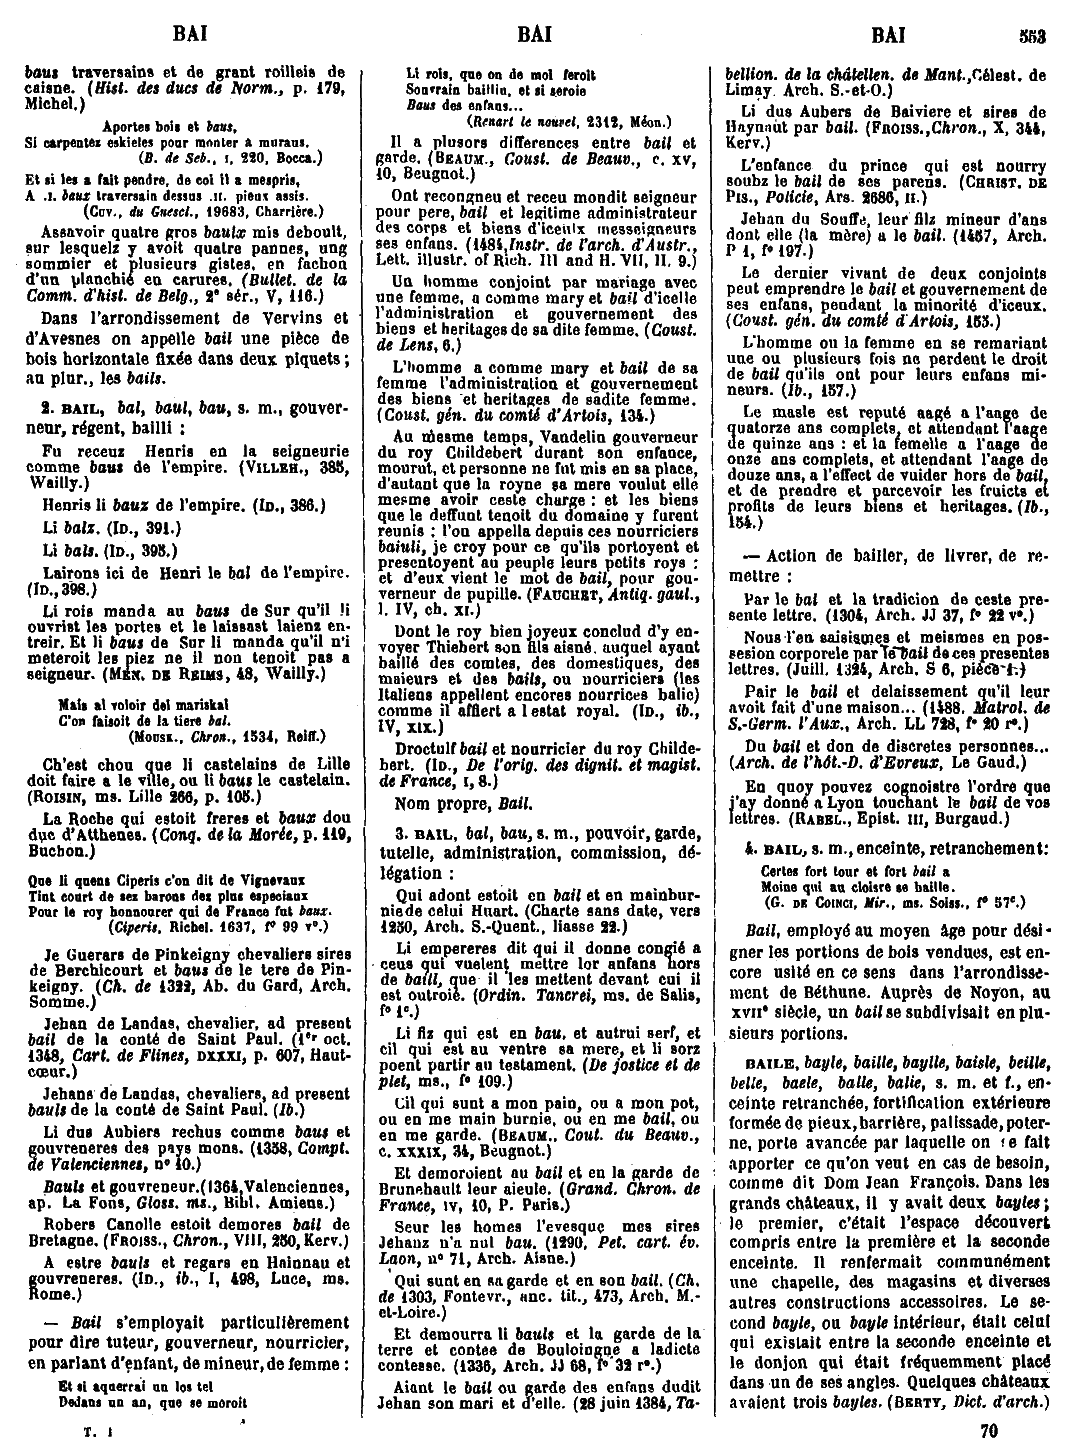 BAI
BAI
BAI
553
baus traversains et de grant roilleis de
caisne. (Hist. des ducs de Norm., p. 179,
Michel.)
Aportes bois et baus,
Si carpentez eskieles pour monter a muraus.
(B. de Seb., I, 220, Bocca.)
Et si les a fait pendre, de col il a mespris,
A .I. baux traversain dessus .II. pieux assis.
(Cuv., du Guescl., 19683, Charrière.)
Assavoir quatre gros baulx mis deboult,
sur lesquelz y avoit quatre pannes, ung
sommier et plusieurs gistes, en fachon
d'un planchié en carures. (Bullet. de la
Comm. d'hist. de Belg., 2e sér., V, 116.)
Dans l'arrondissement de Vervins et
d'Avesnes on appelle bail une pièce de
bois horizontale fixée dans deux piquets;
au plur., les bails.
2. BAIL, bal, baul, bau, s. m., gouver-
neur, régent, bailli :
Fu receuz Henris en la seigneurie
comme baus de l'empire. (VILLEH., 385,
Wailly.)
Henris li bauz de l'empire. (ID., 386.)
Li balz. (ID., 391.)
Li bals. (ID., 395.)
Lairons ici de Henri le bal de l'empire.
(ID., 398.)
Li rois manda au baus de Sur qu'il li
ouvrist les portes et le laissast laienz en-
treir. Et li baus de Sur li manda qu'il n'i
meteroit les piez ne il non tenoit pas a
seigneur. (MÉN. DE REIMS, 48, Wailly.)
Mais al voloir del mariskal
C'on faisoit de la tiere bal.
(MOUSK., Chron., 1534, Reiff.)
Ch'est chou que li castelains de Lille
doit faire a le ville, ou li baus le castelain.
(ROISIN, ms. Lille 266, p. 105.)
La Roche qui estoit freres et baux dou
duc d'Atthenes. (Conq. de la Morée, p. 119,
Buchon.)
Que li quens Ciperis c'on dit de Vignevaux
Tint court de sez barons des plus especiaux
Pour le roy honnourer qui de France fut baux.
(Ciperis, Richel. 1637, fo 99 vo.)
Je Guerars de Pinkeigny chevaliers sires
de Berchicourt et baus de le tere de Pin-
keigny. (Ch. de 1322, Ab. du Gard, Arch.
Somme.)
Jehan de Landas, chevalier, ad present
bail de la conté de Saint Paul. (1er oct.
1348, Cart. de Flines, DXXXI, p. 607, Haut-
cœur.)
Jehans de Landas, chevaliers, ad present
bauls de la conté de Saint Paul. (Ib.)
Li dus Aubiers rechus comme baus et
gouvreneres des pays mons. (1358, Compt.
de Valenciennes, no 10.)
Bauls et gouvreneur. (1364, Valenciennes,
ap. La Fons, Gloss. ms., Bibl. Amiens.)
Robers Canolle estoit demores bail de
Bretagne. (FROISS., Chron., VIII, 250, Kerv.)
A estre bauls et regars en Hainnau et
gouvreneres. (ID., ib., I, 498, Luce, ms.
Rome.)
— Bail s'employait particulièrement
pour dire tuteur, gouverneur, nourricier,
en parlant d'enfant, de mineur, de femme :
Et si aquerrai un los tel
Dedans un an, que se moroit
T. I
Li rois, que on de moi feroit
Souvrain baillin, et si seroie
Baus des enfans...
(Renart le nouvel, 2312, Méon.)
Il a plusors differences entre bail et
garde. (BEAUM., Coust. de Beauv., c. XV,
10, Beugnot.)
Ont recongneu et receu mondit seigneur
pour pere, bail et legitime administrateur
des corps et biens d'iceulx messeigneurs
ses enfans. (1484, Instr. de l'arch. d'Austr.,
Lett. illustr. of Rich. III and H. VII, II. 9.)
Un homme conjoint par mariage avec
une femme, a comme mary et bail d'icelle
l'administration et gouvernement des
biens et heritages de sa dite femme. (Coust.
de Lens, 6.)
L'homme a comme mary et bail de sa
femme l'administration et gouvernement
des biens et heritages de sadite femme.
(Coust. gén. du comté d'Artois, 134.)
Au mesme temps, Vandelin gouverneur
du roy Childebert durant son enfance,
mourut, et personne ne fut mis en sa place,
d'autant que la royne sa mere voulut elle
mesme avoir ceste charge : et les biens
que le deffunt tenoit du domaine y furent
reunis : l'on appella depuis ces nourriciers
baiuli, je croy pour ce qu'ils portoyent et
presentoyent au peuple leurs petits roys :
et d'eux vient le mot de bail, pour gou-
verneur de pupille. (FAUCHET, Antiq. gaul.,
l. IV, ch. XI.)
Dont le roy bien joyeux conclud d'y en-
voyer Thiebert son fils aisné, auquel ayant
baillé des comtes, des domestiques, des
maieurs et des bails, ou nourriciers (les
Italiens appellent encores nourrices balie)
comme il affiert a l estat royal. (ID., ib.,
IV, XIX.)
Droctulf bail et nourricier du roy Childe-
bert. (ID., De l'orig. des dignit. et magist.
de France, I, 8.)
Nom propre, Bail.
3. BAIL, bal, bau, s. m., pouvoir, garde,
tutelle, administration, commission, dé-
légation :
Qui adont estoit en bail et en mainbur-
nie de celui Huart. (Charte sans date, vers
1250, Arch. S.-Quent., liasse 22.)
Li empereres dit qui il donne congié a
ceus qui vuelent mettre lor anfans hors
de baill, que il les mettent devant cui il
est outroié. (Ordin. Tancrei, ms. de Salis,
fo 1c.)
Li fiz qui est en bau, et autrui serf, et
cil qui est au ventre sa mere, et li sorz
poent partir au testament. (De jostice et de
plet, ms., fo 109.)
Cil qui sunt a mon pain, ou a mon pot,
ou en me main burnie, ou en me bail, ou
en me garde. (BEAUM., Cout. du Beauv.,
c. XXXIX, 34, Beugnot.)
Et demoroient au bail et en la garde de
Brunehault leur aieule. (Grand. Chron. de
France, IV, 10, P. Paris.)
Seur les homes l'evesque mes sires
Jehanz n'a nul bau. (1290, Pet. cart. év.
Laon, no 71, Arch. Aisne.)
Qui sunt en sa garde et en son bail. (Ch.
de 1303, Fontevr., anc. tit., 473, Arch. M.-
et-Loire.)
Et demourra li bauls et la garde de la
terre et contee de Bouloingne a ladicte
contesse. (1336, Arch. JJ 68, fo 32 ro.)
Aiant le bail ou garde des enfans dudit
Jehan son mari et d'elle. (28 juin 1384, Ta-
bellion. de la châtellen. de Mant., Célest. de
Limay. Arch. S.-et-O.)
Li dus Aubers de Baiviere et sires de
Haynnaut par bail. (FROISS., Chron., X, 344,
Kerv.)
L'enfance du prince qui est nourry
soubz le bail de ses parens. (CHRIST. DE
PIS., Policie, Ars. 2686, II.)
Jehan du Souffe, leur filz mineur d'ans
dont elle (la mère) a le bail. (1457, Arch.
P 1, fo 197.)
Le dernier vivant de deux conjoints
peut emprendre le bail et gouvernement de
ses enfans, pendant la minorité d'iceux.
(Coust. gén. du comté d'Artois, 153.)
L'homme ou la femme en se remariant
une ou plusieurs fois ne perdent le droit
de bail qu'ils ont pour leurs enfans mi-
neurs. (Ib., 157.)
Le masle est reputé aagé a l'aage de
quatorze ans complets, et attendant l'aage
de quinze ans : et la femelle a l'aage de
onze ans complets, et attendant l'aage de
douze ans, a l'effect de vuider hors de bail,
et de prendre et parcevoir les fruicts et
profits de leurs biens et heritages. (Ib.,
154.)
— Action de bailler, de livrer, de re-
mettre :
Par le bal et la tradicion de ceste pre-
sente lettre. (1304, Arch. JJ 37, fo 22 vo.)
Nous l'en saisismes et meismes en pos-
sesion corporele par le bail de ces presentes
lettres. (Juill. 1324, Arch. S 6, pièce 1.)
Pair le bail et delaissement qu'il leur
avoit fait d'une maison... (1488. Matrol. de
S.-Germ. l'Aux., Arch. LL 728, fo 20 ro.)
Du bail et don de discretes personnes...
(Arch. de l'hôt.-D. d'Evreux, Le Gaud.)
En quoy pouvez cognoistre l'ordre que
j'ay donné a Lyon touchant le bail de vos
lettres. (RABEL., Epist. III, Burgaud.)
4. BAIL, s. m., enceinte, retranchement:
Certes fort tour et fort bail a
Moine qui au cloisre se baille.
(G. DE COINCI, Mir., ms. Soiss., fo 57c.)
Bail, employé au moyen âge pour dési-
gner les portions de bois vendues, est en-
core usité en ce sens dans l'arrondisse-
ment de Béthune. Auprès de Noyon, au
XVIIe siècle, un bail se subdivisait en plu-
sieurs portions.
BAILE, bayle, baille, baylle, baisle, beille,
belle, baele, balle, balie, s. m. et f., en-
ceinte retranchée, fortification extérieure
formée de pieux, barrière, palissade, poter-
ne, porte avancée par laquelle on se fait
apporter ce qu'on veut en cas de besoin,
comme dit Dom Jean François. Dans les
grands châteaux, il y avait deux bayles;
le premier, c'était l'espace découvert
compris entre la première et la seconde
enceinte. Il renfermait communément
une chapelle, des magasins et diverses
autres constructions accessoires. Le se-
cond bayle, ou bayle intérieur, était celui
qui existait entre la seconde enceinte et
le donjon qui était fréquemment placé
dans un de ses angles. Quelques châteaux
avaient trois bayles. (BERTY, Dict. d'arch.)
70